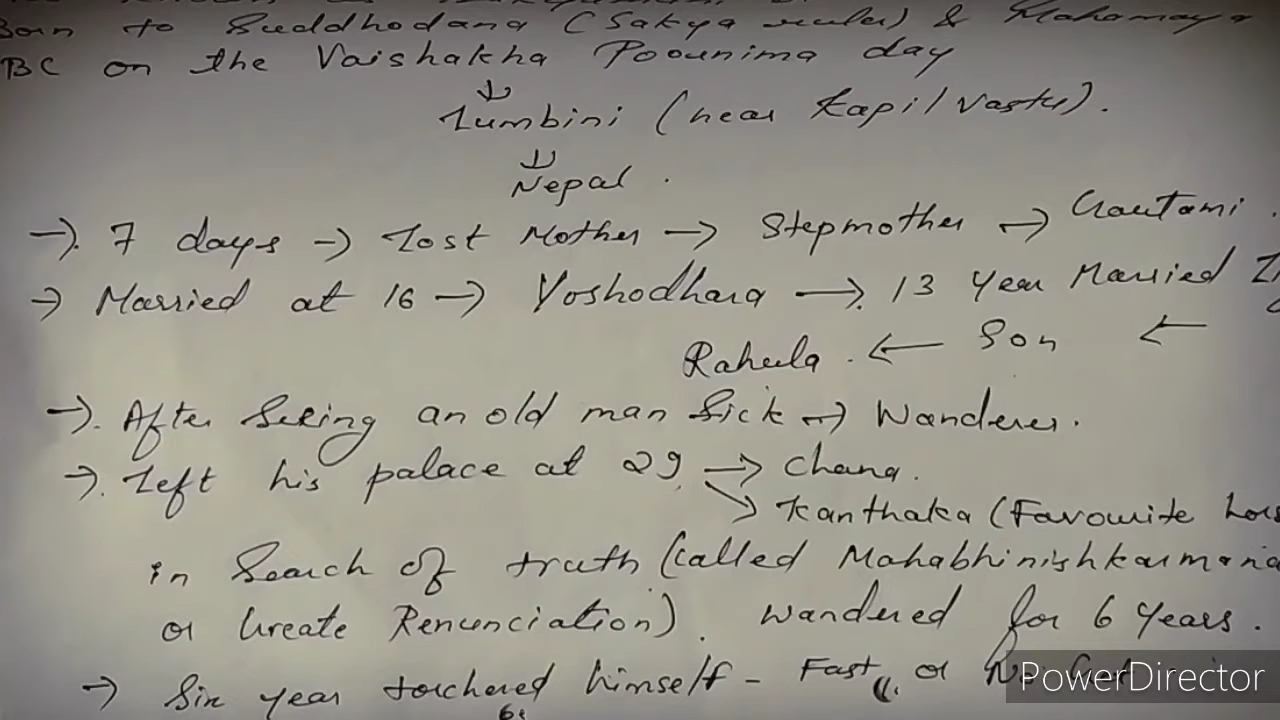 Born to Suddhodana (Sakya ruler) & Mahamaya
BC on the Vaishakha Poounima day
↓
Lumbini (near Kapilvastu).
↓
Nepal.
→. 7 days → Lost Mother → Stepmother → Gautami.
→ Married at 16 → Yoshodhara →. 13 year Married
Rahula. ← Son ←
→. After Seeing an old man Sick → Wanderer.
→. Left his palace at 29. → Chana.
↘ Kanthaka (Favourite
in Search of truth (called Mahabhinishkarmana
or Greate Renunciation). Wandered for 6 years.
→ Six year torchered himself - Fast or
PowerDirector